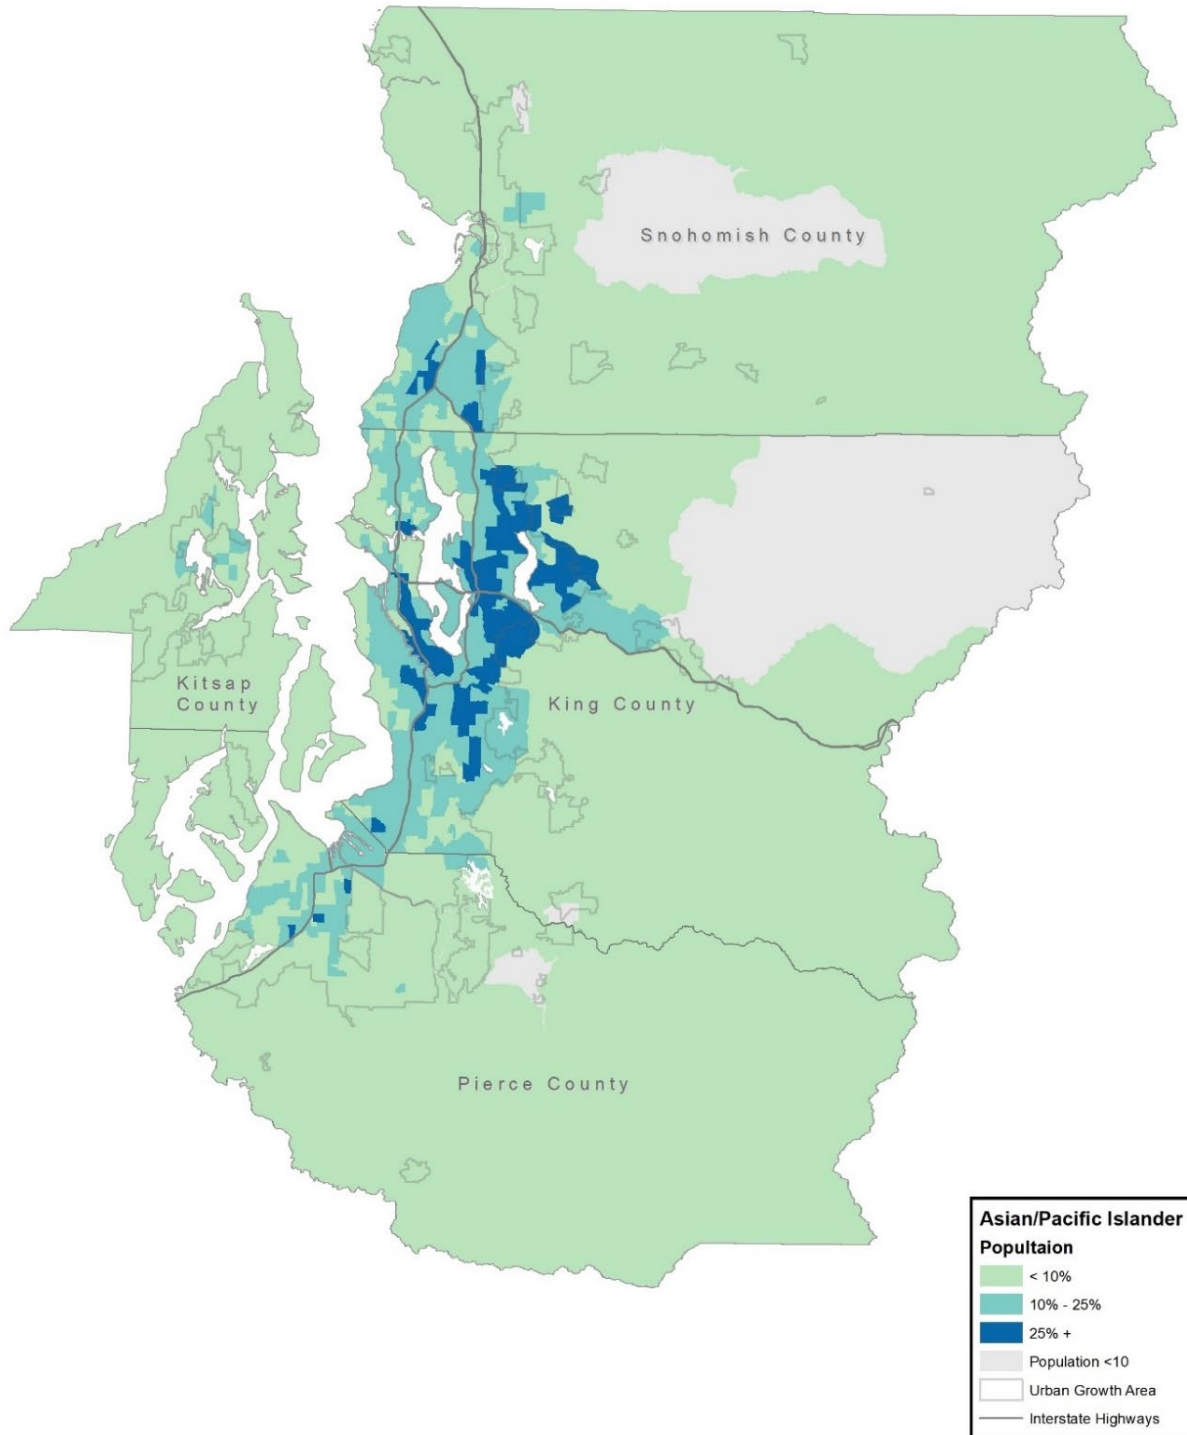 Snohomish County
Kitsap
County
King County
Pierce County
Asian/Pacific Islander
Popultaion
< 10%
10% - 25%
25% +
Population <10
Urban Growth Area
Interstate Highways